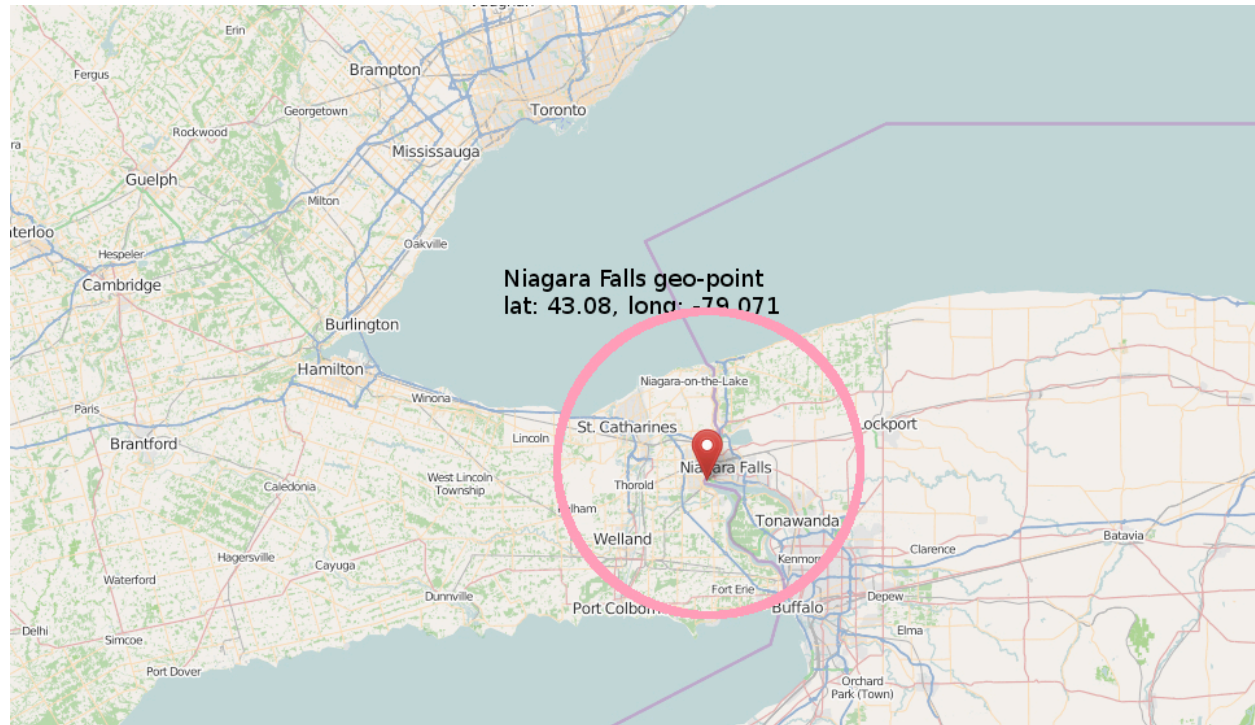 Vaughan
Erin
Brampton
Fergus
Georgetown
Toronto
Rockwood
Mississauga
Guelph
Milton
Oakville
Hespeler
Niagara Falls geo-point
Cambridge
lat: 43.08, long: -79.071
Burlington
Hamilton
Niagara-on-the-Lake
Winona
Paris
Lockport
St. Catharines
Lincoln
Brantford
Niagara Falls
West Lincoln
Township
Thorold
Caledonia
Tonawanda
Welland
Batavia
Clarence
Hagersville
Cayuga
Waterford
Fort Erie
Dunnville
Depew
Port Colborne
Buffalo
Delhi
Simcoe
Elma
Port Dover
Orchard
Park (Town)